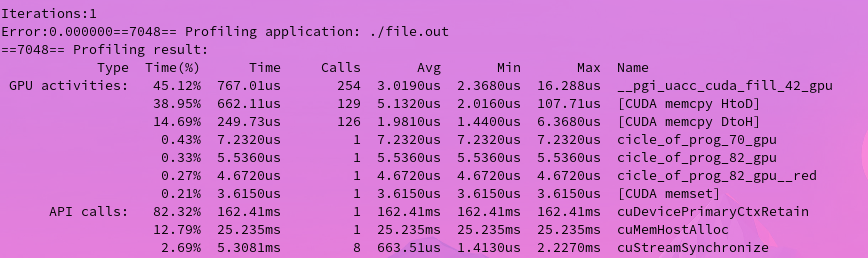 Iterations:1
Error:0.000000==7048== Profiling application: ./file.out
==7048== Profiling result:
            Type  Time(%)      Time     Calls       Avg       Min       Max  Name
 GPU activities:   45.12%  767.01us       254  3.0190us  2.3680us  16.288us  __pgi_uacc_cuda_fill_42_gpu
                   38.95%  662.11us       129  5.1320us  2.0160us  107.71us  [CUDA memcpy HtoD]
                   14.69%  249.73us       126  1.9810us  1.4400us  6.3680us  [CUDA memcpy DtoH]
                    0.43%  7.2320us         1  7.2320us  7.2320us  7.2320us  cicle_of_prog_70_gpu
                    0.33%  5.5360us         1  5.5360us  5.5360us  5.5360us  cicle_of_prog_82_gpu
                    0.27%  4.6720us         1  4.6720us  4.6720us  4.6720us  cicle_of_prog_82_gpu__red
                    0.21%  3.6150us         1  3.6150us  3.6150us  3.6150us  [CUDA memset]
      API calls:   82.32%  162.41ms         1  162.41ms  162.41ms  162.41ms  cuDevicePrimaryCtxRetain
                   12.79%  25.235ms         1  25.235ms  25.235ms  25.235ms  cuMemHostAlloc
                    2.69%  5.3081ms         8  663.51us  1.4130us  2.2270ms  cuStreamSynchronize